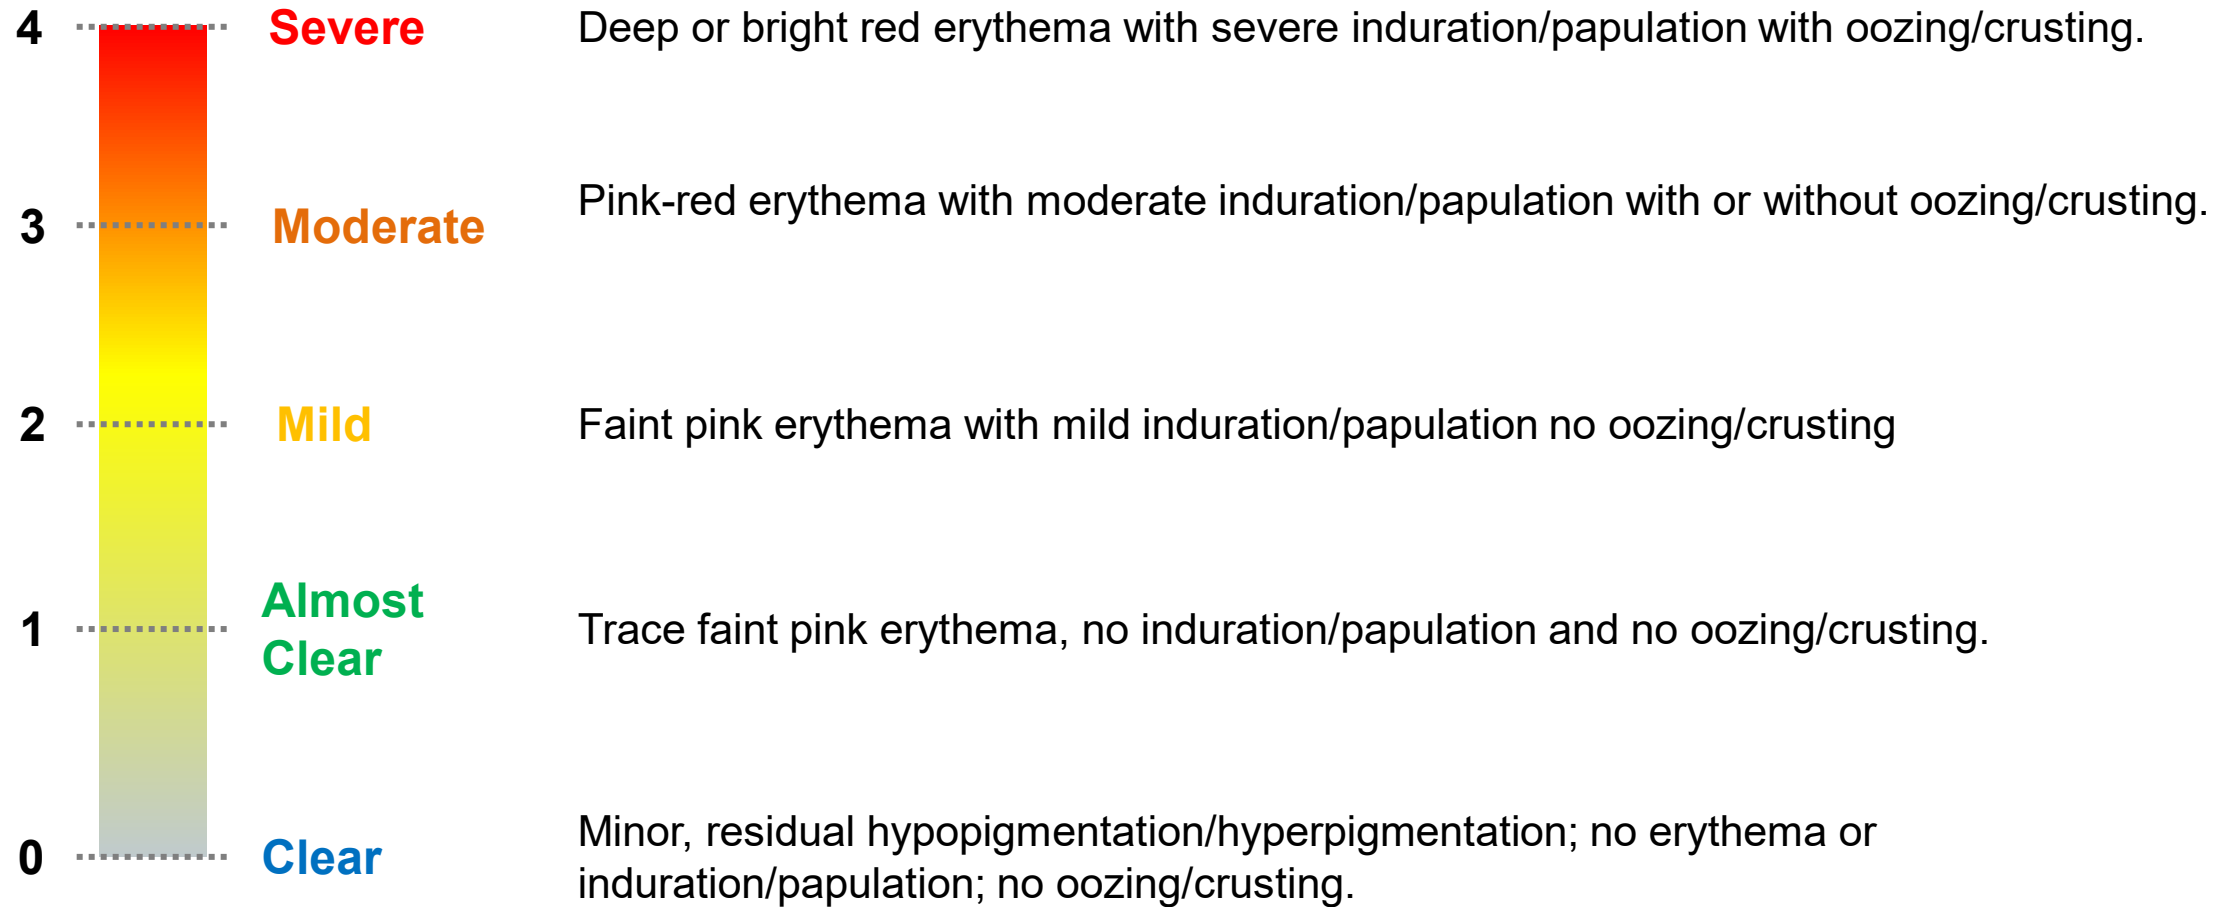 4 Severe Deep or bright red erythema with severe induration/papulation with oozing/crusting.
3 Moderate Pink-red erythema with moderate induration/papulation with or without oozing/crusting.
2 Mild Faint pink erythema with mild induration/papulation no oozing/crusting
1 Almost Clear Trace faint pink erythema, no induration/papulation and no oozing/crusting.
0 Clear Minor, residual hypopigmentation/hyperpigmentation; no erythema or
induration/papulation; no oozing/crusting.